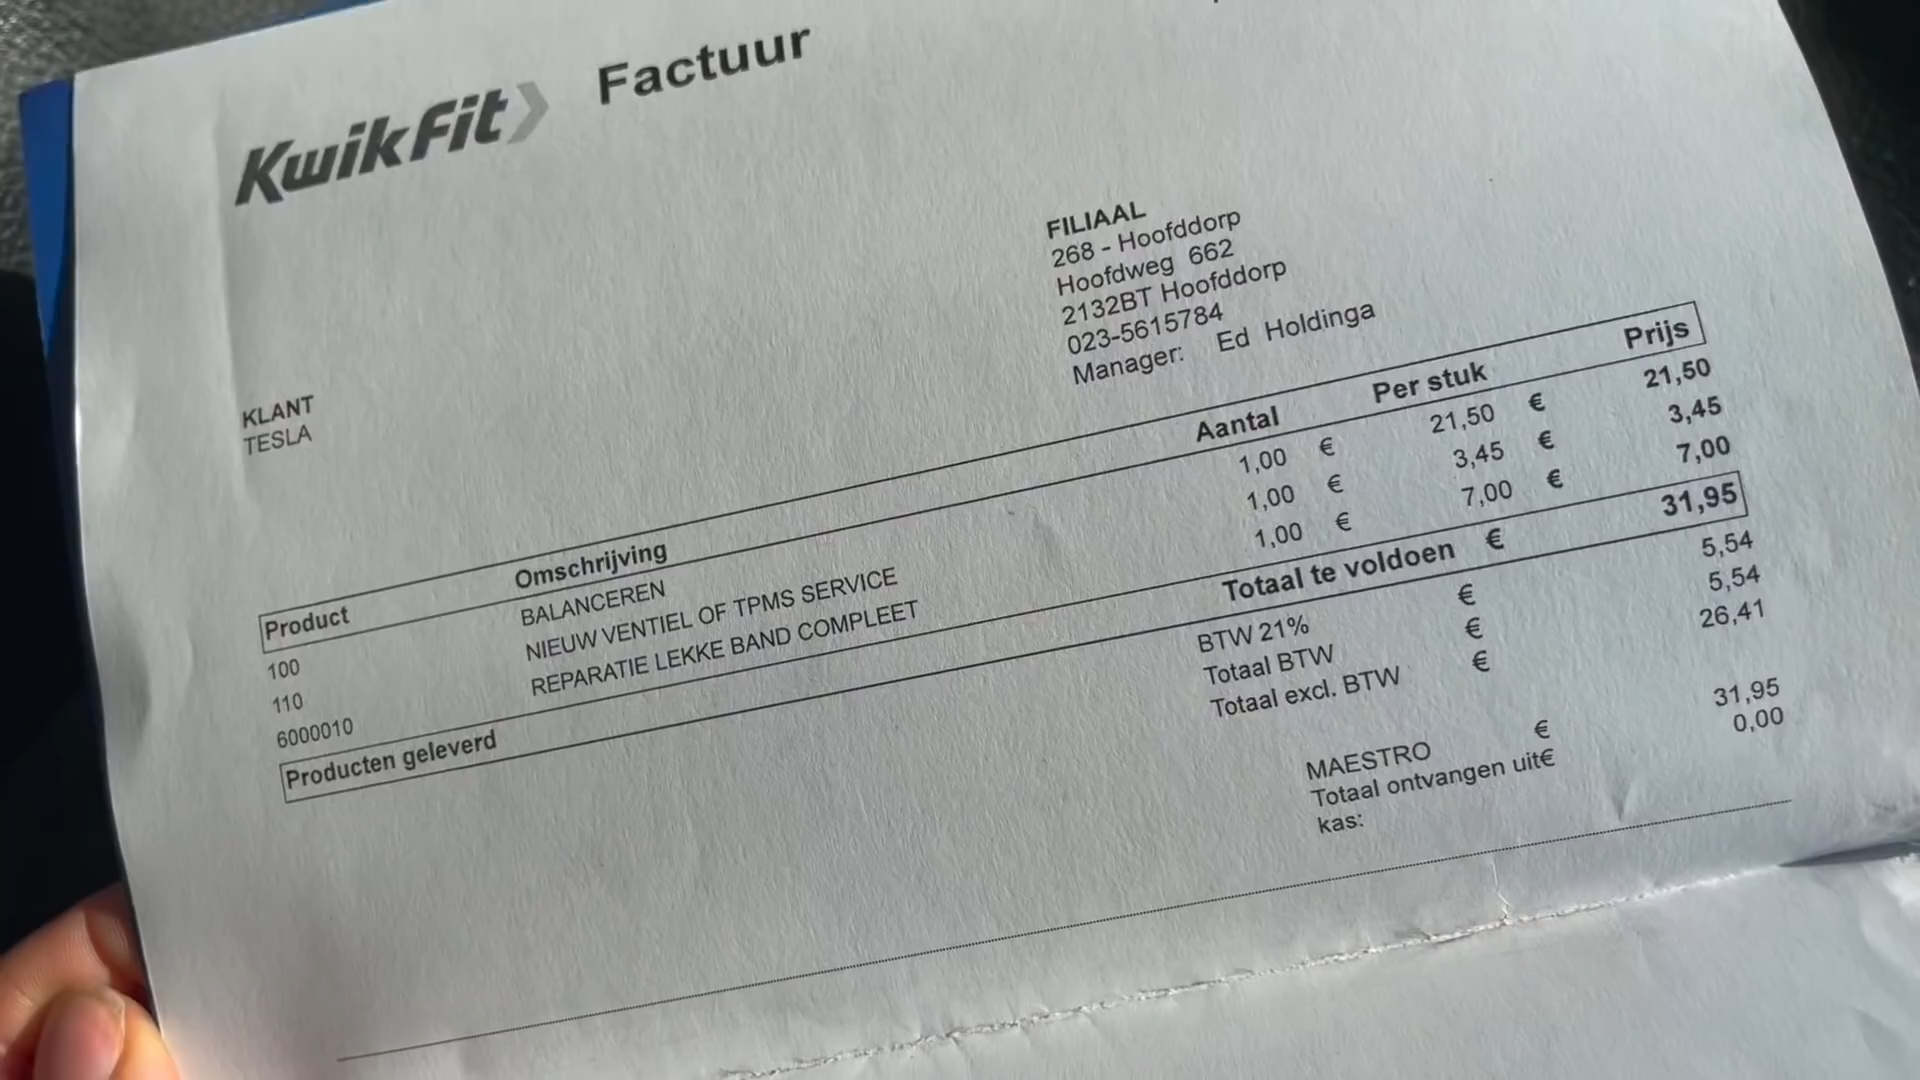 KwikFit Factuur
FILIAAL
268 - Hoofddorp
Hoofdweg 662
2132BT Hoofddorp
023-5615784
Manager: Ed Holdinga
KLANT
TESLA
Product Omschrijving Aantal Per stuk Prijs
100 BALANCEREN 1,00 € 21,50 € 21,50
110 NIEUW VENTIEL OF TPMS SERVICE 1,00 € 3,45 € 3,45
6000010 REPARATIE LEKKE BAND COMPLEET 1,00 € 7,00 € 7,00
Producten geleverd Totaal te voldoen € 31,95
BTW 21% € 5,54
Totaal BTW € 5,54
Totaal excl. BTW € 26,41
MAESTRO € 31,95
Totaal ontvangen uit€ 0,00
kas: